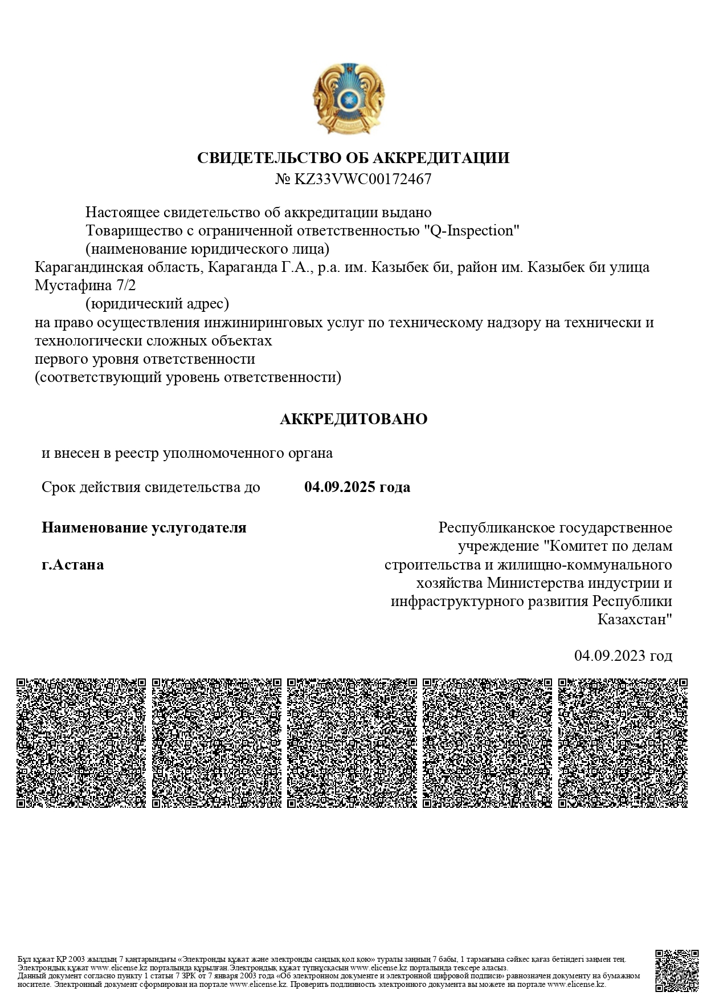 СВИДЕТЕЛЬСТВО ОБ АККРЕДИТАЦИИ
№ KZ33VWC00172467
Настоящее свидетельство об аккредитации выдано
Товарищество с ограниченной ответственностью "Q-Inspection"
(наименование юридического лица)
Карагандинская область, Караганда Г.А., р.а. им. Казыбек би, район им. Казыбек би улица
Мустафина 7/2
(юридический адрес)
на право осуществления инжиниринговых услуг по техническому надзору на технически и
технологически сложных объектах
первого уровня ответственности
(соответствующий уровень ответственности)
АККРЕДИТОВАНО
и внесен в реестр уполномоченного органа
Срок действия свидетельства до 04.09.2025 года
Наименование услугодателя
г.Астана
Республиканское государственное
учреждение "Комитет по делам
строительства и жилищно-коммунального
хозяйства Министерства индустрии и
инфраструктурного развития Республики
Казахстан"
04.09.2023 год
Бұл құжат ҚР 2003 жылдың 7 қаңтарындағы «Электронды құжат және электронды сандық қол қою» туралы заңның 7 бабы, 1 тармағына сәйкес қағаз бетіндегі заңмен тең.
Электрондық құжат www.elicense.kz порталында құрылған.Электрондық құжат түпнұсқасын www.elicense.kz порталында тексере аласыз.
Данный документ согласно пункту 1 статьи 7 ЗРК от 7 января 2003 года «Об электронном документе и электронной цифровой подписи» равнозначен документу на бумажном
носителе. Электронный документ сформирован на портале www.elicense.kz. Проверить подлинность электронного документа вы можете на портале www.elicense.kz.